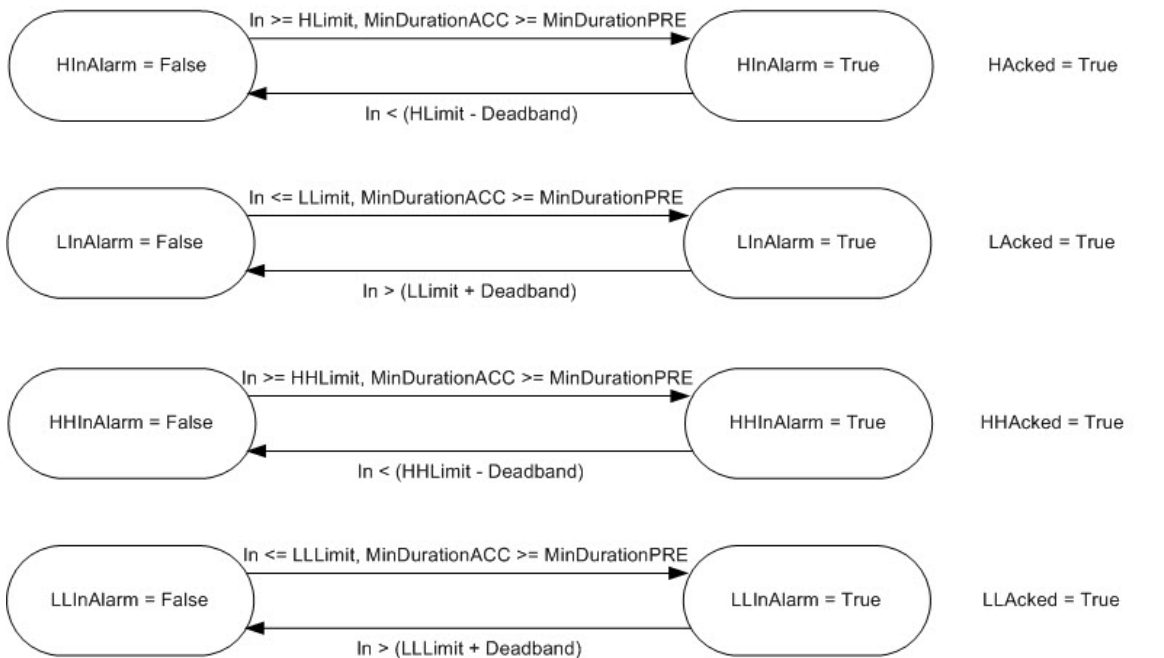 In >= HLimit, MinDurationACC >= MinDurationPRE
HInAlarm = False
HInAlarm = True
HAcked = True
In < (HLimit - Deadband)
In <= LLimit, MinDurationACC >= MinDurationPRE
LInAlarm = False
LInAlarm = True
LAcked = True
In > (LLimit + Deadband)
In >= HHLimit, MinDurationACC >= MinDurationPRE
HHInAlarm = False
HHInAlarm = True
HHAcked = True
In < (HHLimit - Deadband)
In <= LLLimit, MinDurationACC >= MinDurationPRE
LLInAlarm = False
LLInAlarm = True
LLAcked = True
In > (LLLimit + Deadband)